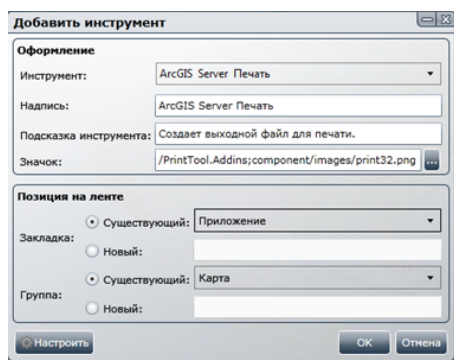 Добавить инструмент
Оформление
Инструмент: ArcGIS Server Печать
Надпись: ArcGIS Server Печать
Подсказка инструмента: Создает выходной файл для печати.
Значок: /PrintTool.Addins;component/images/print32.png ...
Позиция на ленте
Закладка: Существующий: Приложение
Новый:
Группа: Существующий: Карта
Новый:
Настроить OK Отмена